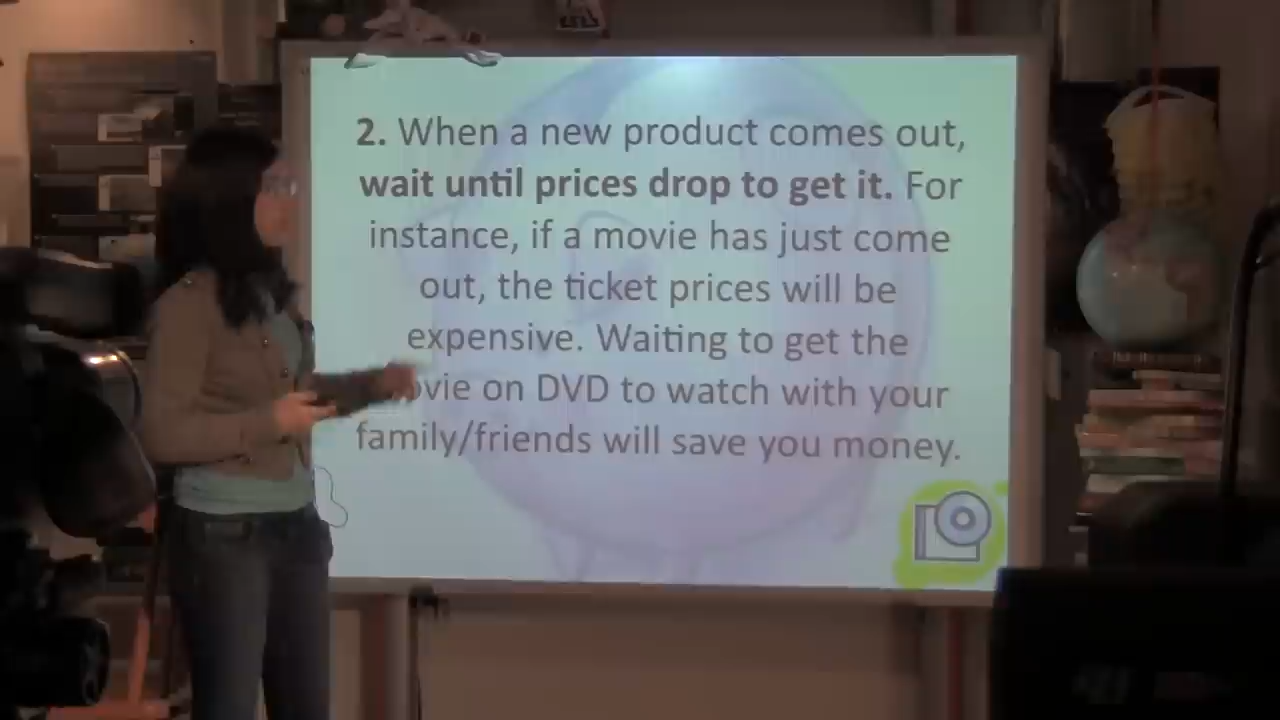 2. When a new product comes out,
wait until prices drop to get it. For
instance, if a movie has just come
out, the ticket prices will be
expensive. Waiting to get the
ovie on DVD to watch with your
family/friends will save you money.